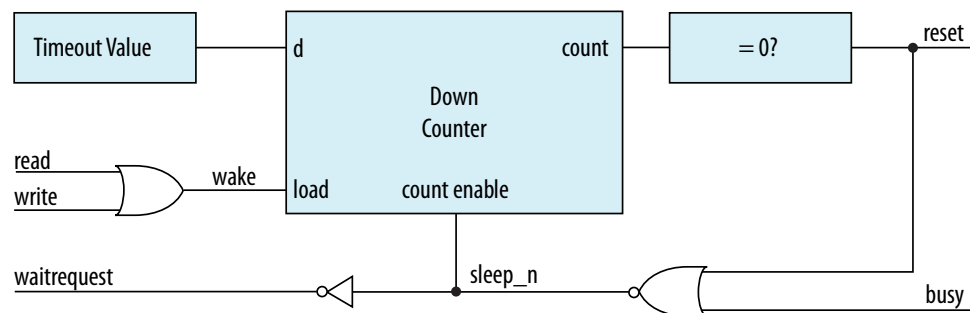 Timeout Value
d
count
= 0?
reset
Down
Counter
read
write
wake
load
count enable
waitrequest
sleep_n
busy